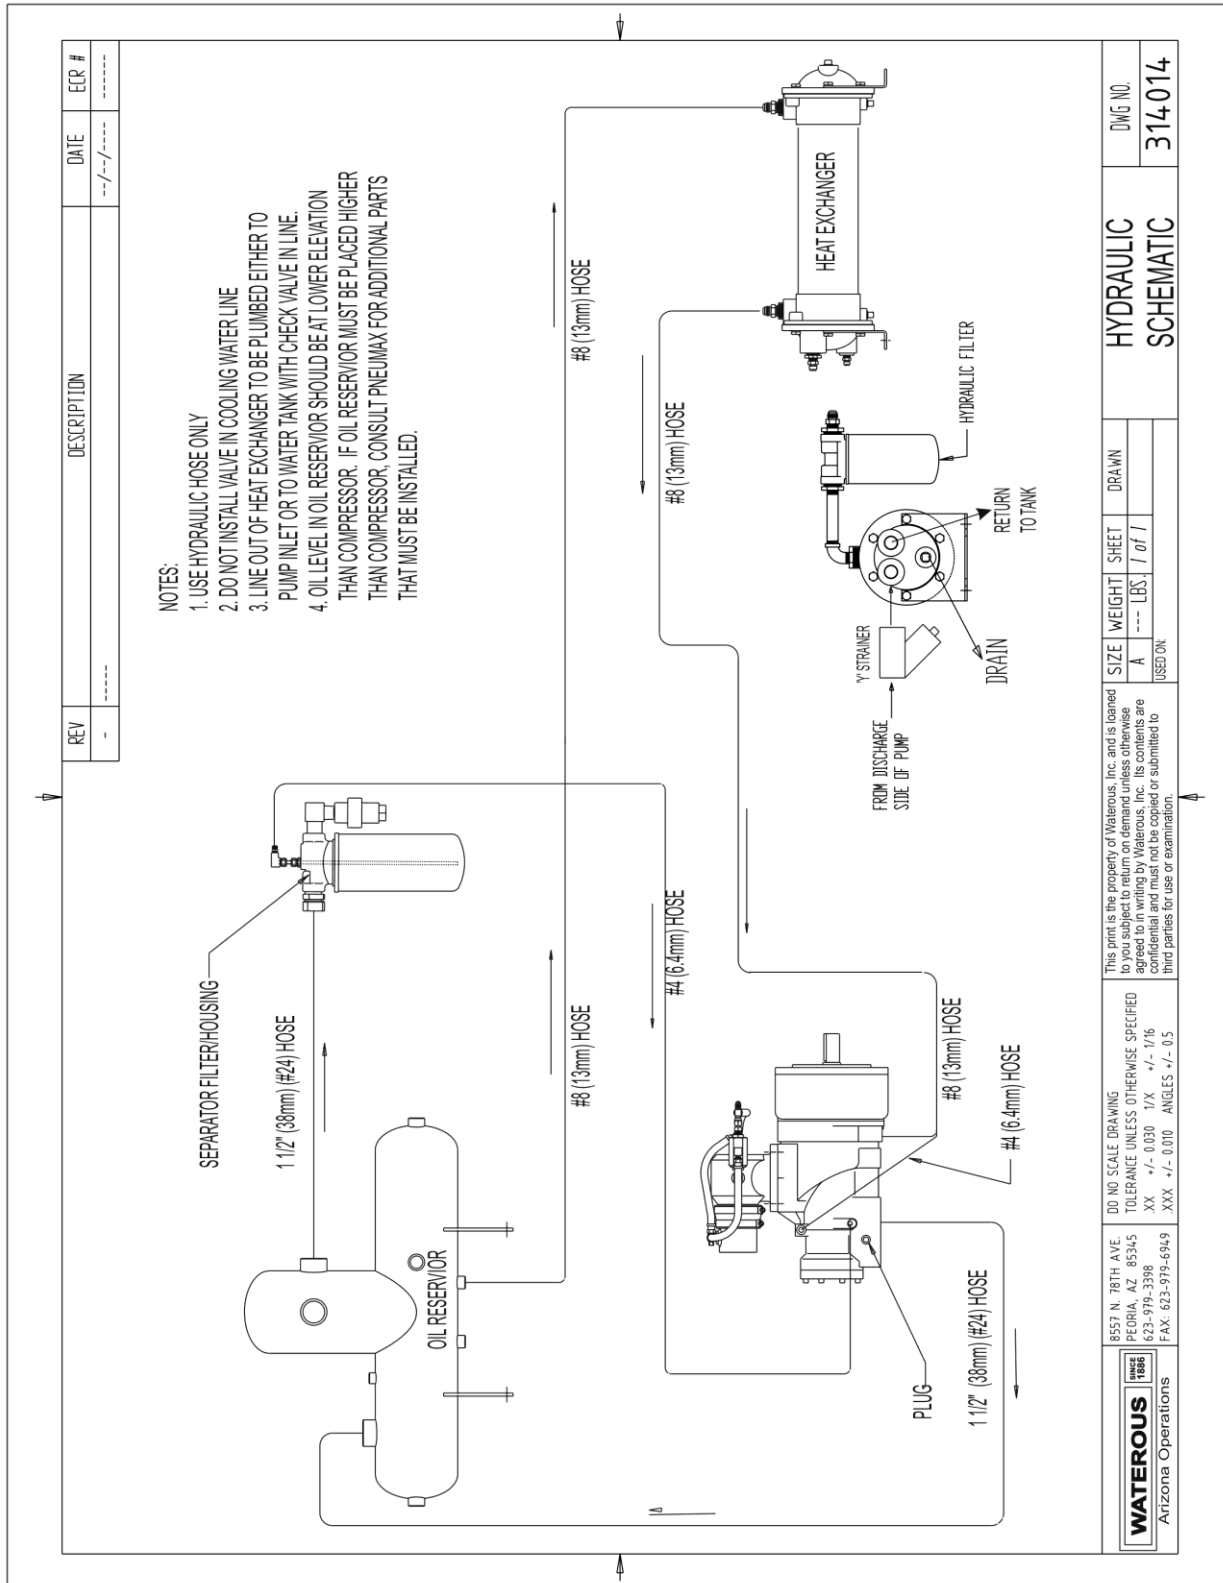 REV
DESCRIPTION
DATE
ECR #
-
-----
--/--/----
-----
NOTES:
1. USE HYDRAULIC HOSE ONLY
2. DO NOT INSTALL VALVE IN COOLING WATER LINE
3. LINE OUT OF HEAT EXCHANGER TO BE PLUMBED EITHER TO
PUMP INLET OR TO WATER TANK WITH CHECK VALVE IN LINE.
4. OIL LEVEL IN OIL RESERVIOR SHOULD BE AT LOWER ELEVATION
THAN COMPRESSOR. IF OIL RESERVIOR MUST BE PLACED HIGHER
THAN COMPRESSOR, CONSULT PNEUMAX FOR ADDITIONAL PARTS
THAT MUST BE INSTALLED.
SEPARATOR FILTER/HOUSING
1 1/2" (38mm) (#24) HOSE
OIL RESERVIOR
#8 (13mm) HOSE
#8 (13mm) HOSE
#4 (6.4mm) HOSE
#8 (13mm) HOSE
HEAT EXCHANGER
HYDRAULIC FILTER
RETURN
TO TANK
'Y' STRAINER
DRAIN
FROM DISCHARGE
SIDE OF PUMP
#8 (13mm) HOSE
#4 (6.4mm) HOSE
PLUG
1 1/2" (38mm) (#24) HOSE
WATEROUS
SINCE
1886
Arizona Operations
8557 N. 78TH AVE.
PEORIA, AZ 85345
623-979-3398
FAX: 623-979-6949
DO NO SCALE DRAWING
TOLERANCE UNLESS OTHERWISE SPECIFIED
.XX +/- 0.030 1/X +/- 1/16
.XXX +/- 0.010 ANGLES +/- 0.5
This print is the property of Waterous, Inc. and is loaned
to you subject to return on demand unless otherwise
agreed to in writing by Waterous, Inc. Its contents are
confidential and must not be copied or submitted to
third parties for use or examination.
SIZE
A
WEIGHT
--- LBS.
SHEET
1 of 1
DRAWN
USED ON:
HYDRAULIC
SCHEMATIC
DWG NO.
314014